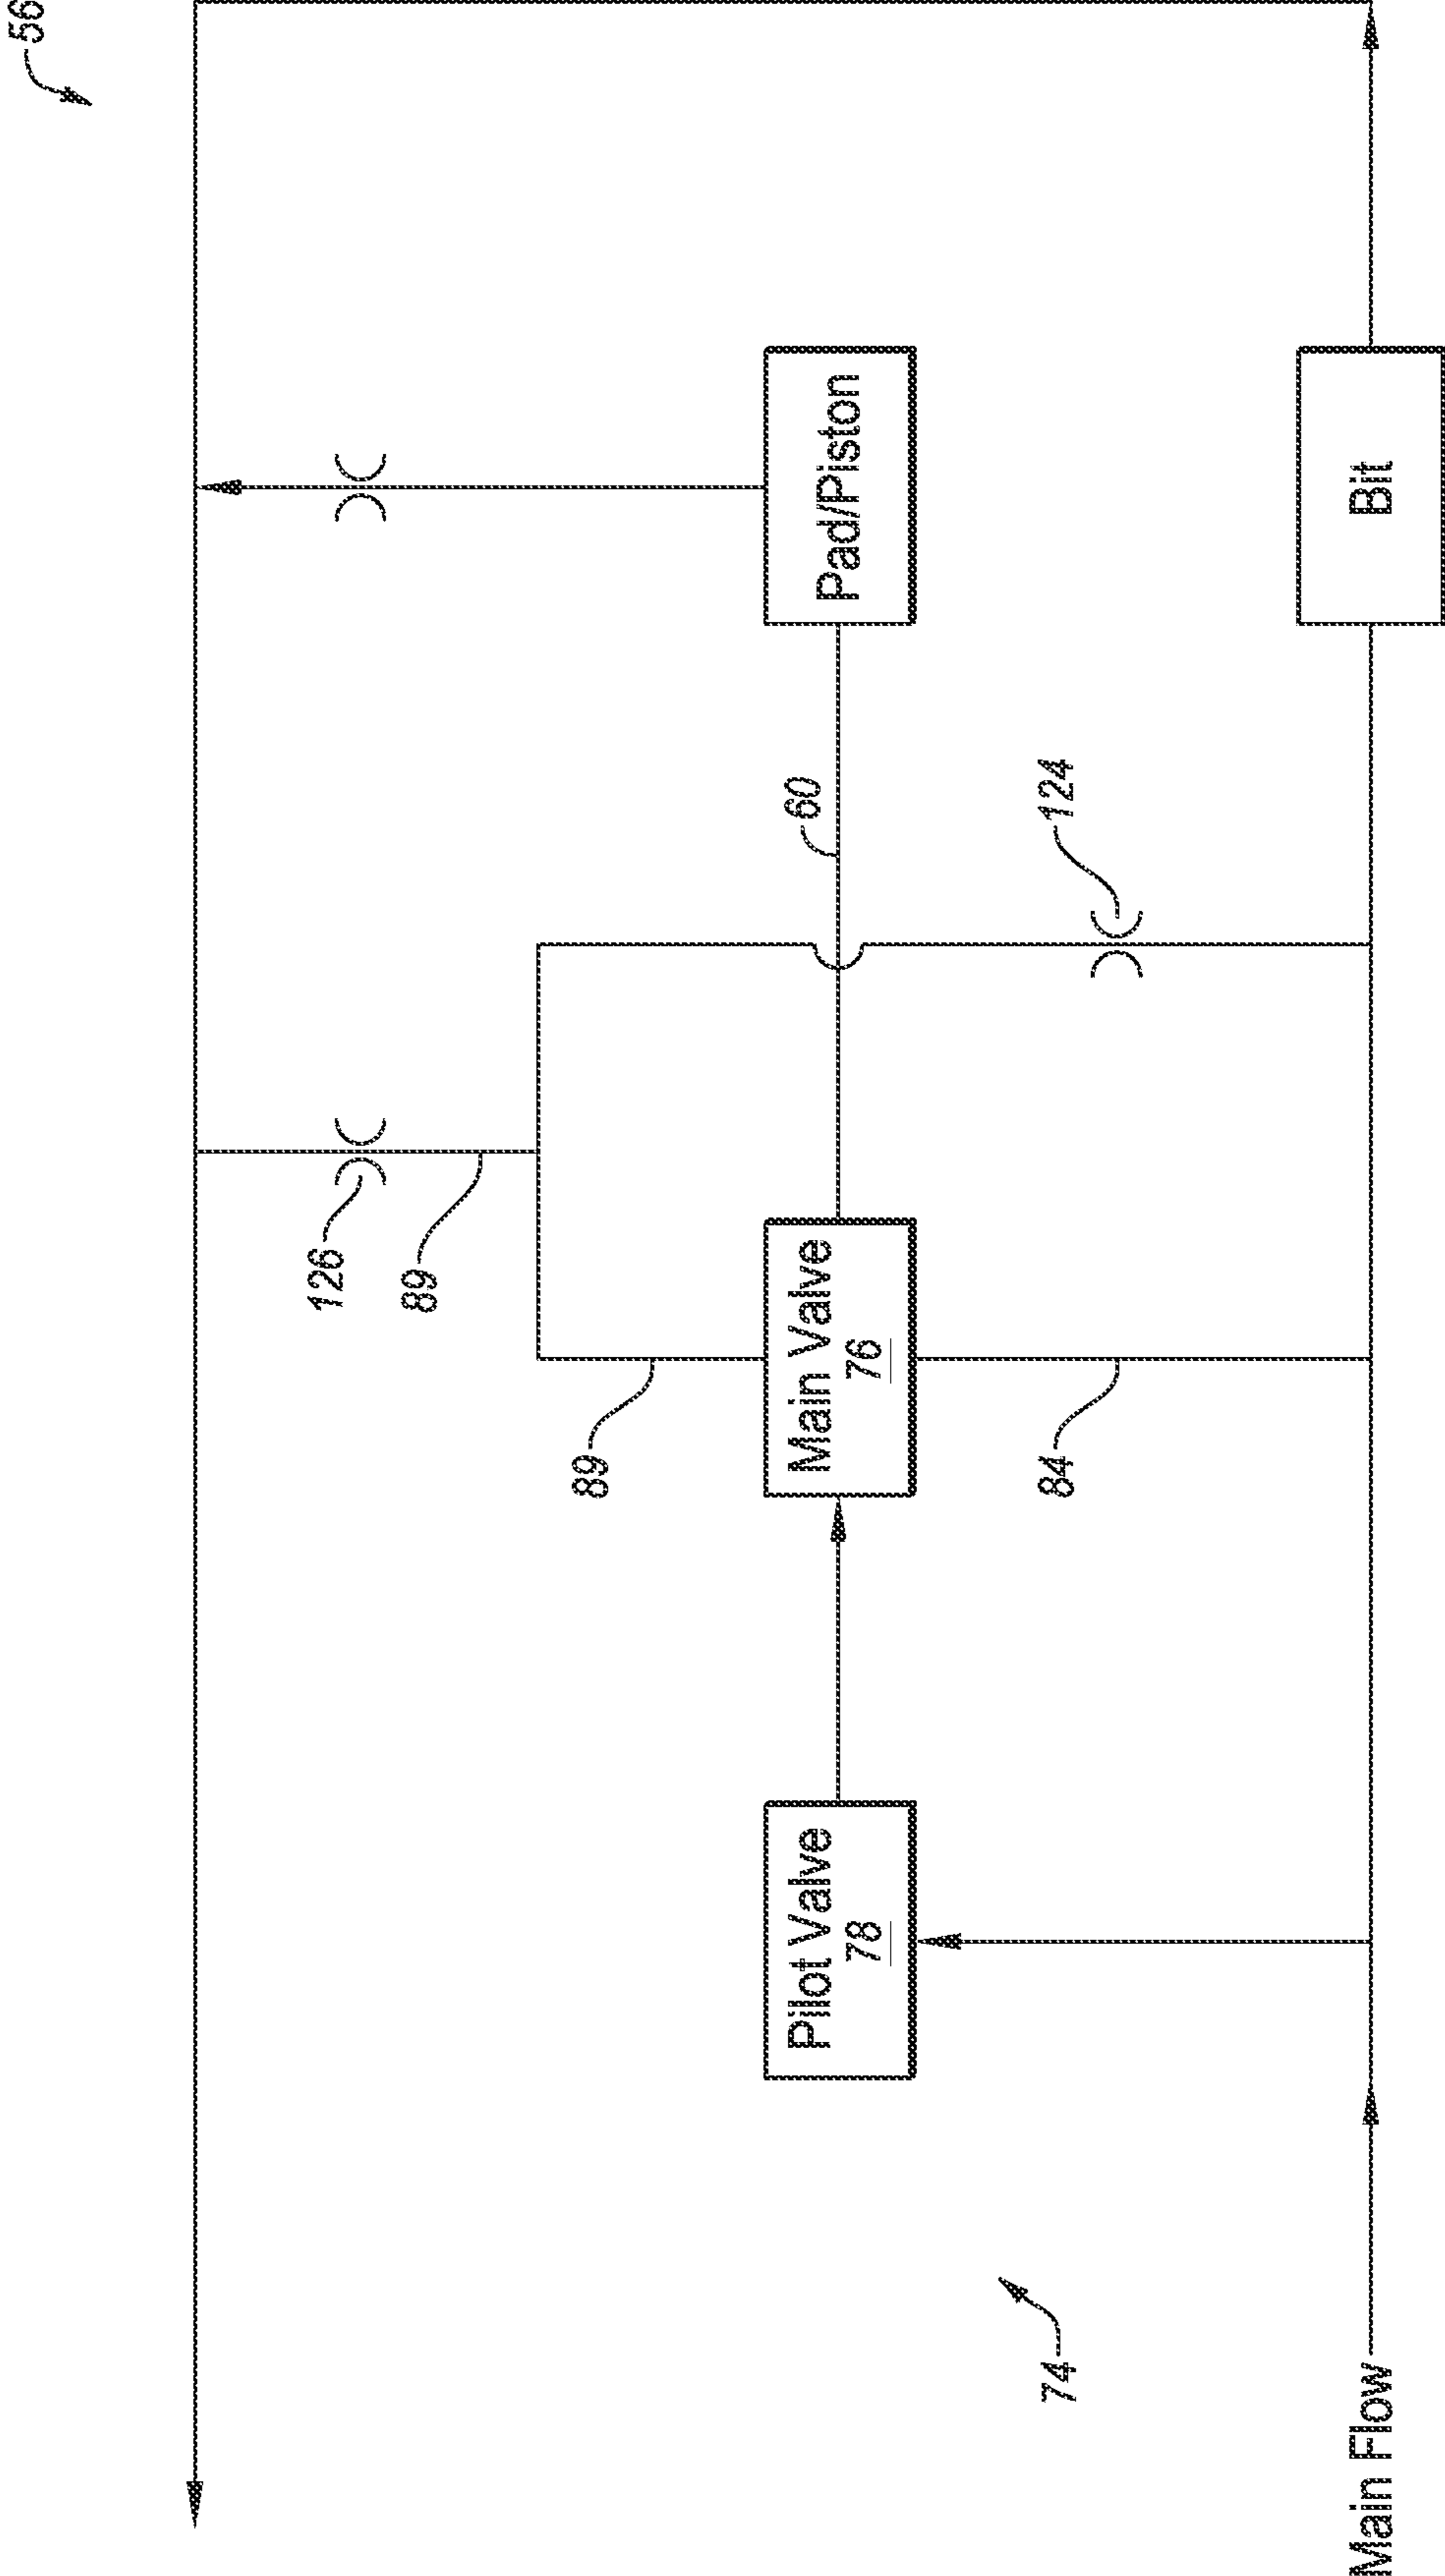 56
126
89
89
60
Pilot Valve
78
Main Valve
76
Pad/Piston
74
84
124
Main Flow
Bit